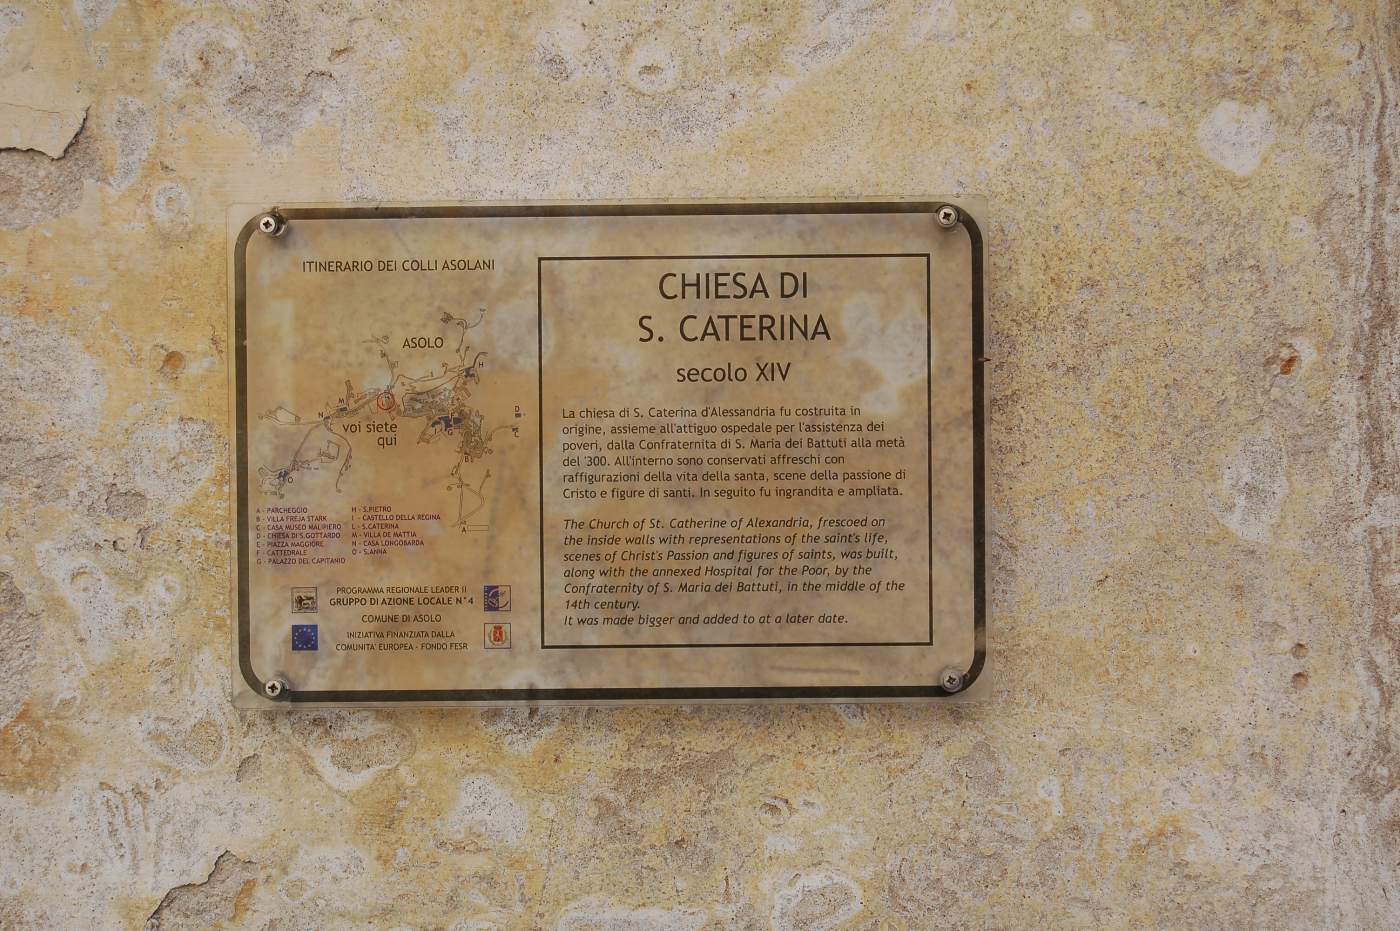 ITINERARIO DEI COLLI ASOLANI
ASOLO
H
M
N
voi siete
qui
D
C
G
B
O
A
A - PARCHEGGIO
B - VILLA FREJA STARK
C - CASA MUSEO MALIPIERO
D - CHIESA DI S.GOTTARDO
E - PIAZZA MAGGIORE
F - CATTEDRALE
G - PALAZZO DEL CAPITANIO
H - S.PIETRO
I - CASTELLO DELLA REGINA
L - S.CATERINA
M - VILLA DE MATTIA
N - CASA LONGOBARDA
O - S.ANNA
PROGRAMMA REGIONALE LEADER II
GRUPPO DI AZIONE LOCALE N°4
COMUNE DI ASOLO
INIZIATIVA FINANZIATA DALLA
COMUNITA' EUROPEA - FONDO FESR
CHIESA DI
S. CATERINA
secolo XIV
La chiesa di S. Caterina d'Alessandria fu costruita in
origine, assieme all'attiguo ospedale per l'assistenza dei
poveri, dalla Confraternita di S. Maria dei Battuti alla metà
del '300. All'interno sono conservati affreschi con
raffigurazioni della vita della santa, scene della passione di
Cristo e figure di santi. In seguito fu ingrandita e ampliata.
The Church of St. Catherine of Alexandria, frescoed on
the inside walls with representations of the saint's life,
scenes of Christ's Passion and figures of saints, was built,
along with the annexed Hospital for the Poor, by the
Confraternity of S. Maria dei Battuti, in the middle of the
14th century.
It was made bigger and added to at a later date.